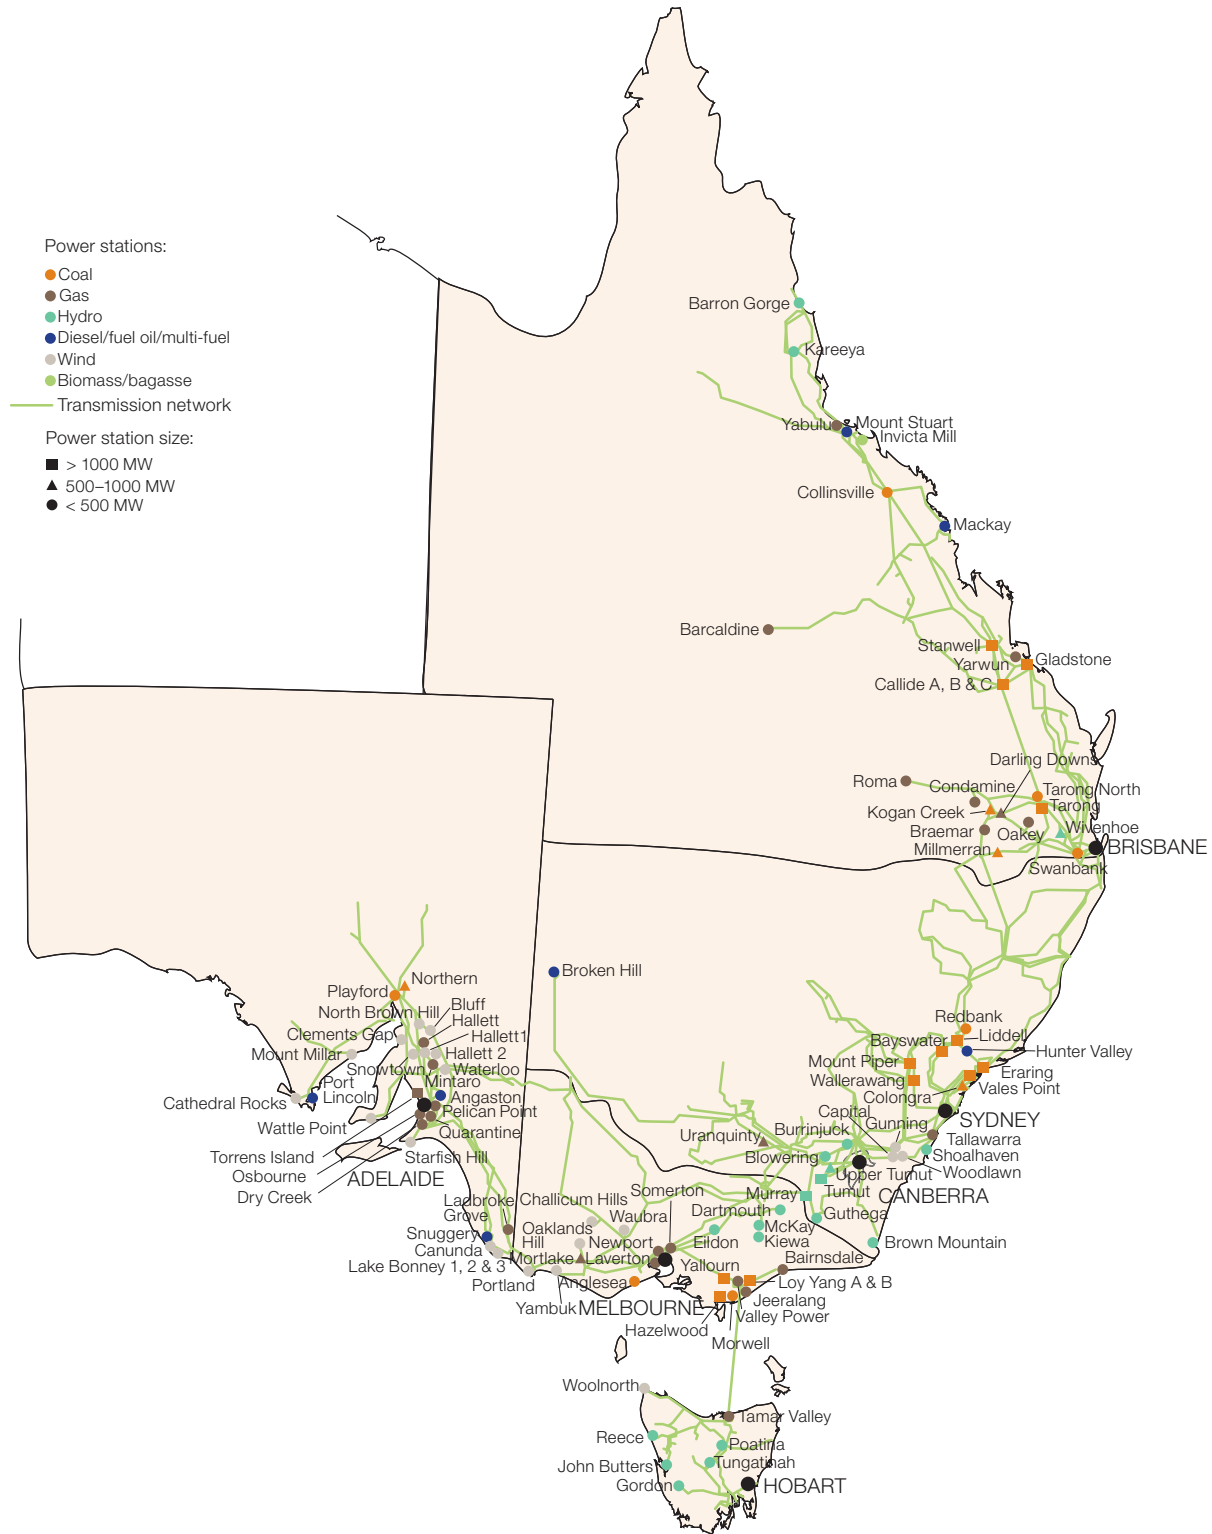 Power stations:
Coal
Gas
Hydro
Diesel/fuel oil/multi-fuel
Wind
Biomass/bagasse
Transmission network
Power station size:
> 1000 MW
500–1000 MW
< 500 MW
Barron Gorge
Kareeya
Yabulu
Mount Stuart
Invicta Mill
Collinsville
Mackay
Barcaldine
Stanwell
Yarwun
Gladstone
Callide A, B & C
Darling Downs
Roma
Condamine
Tarong North
Tarong
Kogan Creek
Braemar
Oakey
Wivenhoe
Millmerran
BRISBANE
Swanbank
Broken Hill
Northern
Playford
North Brown Hill
Bluff
Hallett
Clements Gap
Hallett1
Mount Millar
Hallett 2
Snowtown
Waterloo
Port
Lincoln
Mintaro
Angaston
Cathedral Rocks
Pelican Point
Wattle Point
Quarantine
Torrens Island
Starfish Hill
Osbourne
ADELAIDE
Dry Creek
Redbank
Liddell
Bayswater
Hunter Valley
Mount Piper
Eraring
Wallerawang
Vales Point
Colongra
Capital
Gunning
SYDNEY
Uranquinty
Burrinjuck
Tallawarra
Shoalhaven
Blowering
Woodlawn
Upper Tumut
Tumut
CANBERRA
Murray
Guthega
Dartmouth
McKay
Kiewa
Eildon
Brown Mountain
Bairnsdale
Ladbroke
Grove
Challicum Hills
Somerton
Waubra
Snuggery
Oaklands
Hill
Canunda
Newport
Lake Bonney 1, 2 & 3
Mortlake
Laverton
Yallourn
Portland
Anglesea
Loy Yang A & B
Yambuk
MELBOURNE
Jeeralang
Valley Power
Hazelwood
Morwell
Woolnorth
Tamar Valley
Reece
Poatina
John Butters
Tungatinah
Gordon
HOBART